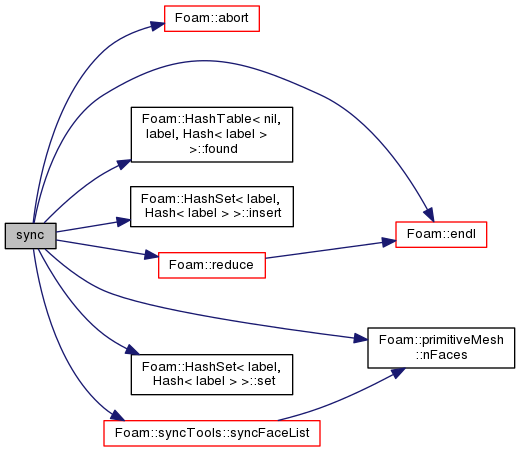 Foam::abort
Foam::HashTable< nil,
label, Hash< label >
>::found
Foam::HashSet< label,
Hash< label > >::insert
sync
Foam::endl
Foam::reduce
Foam::primitiveMesh
::nFaces
Foam::HashSet< label,
Hash< label > >::set
Foam::syncTools::syncFaceList